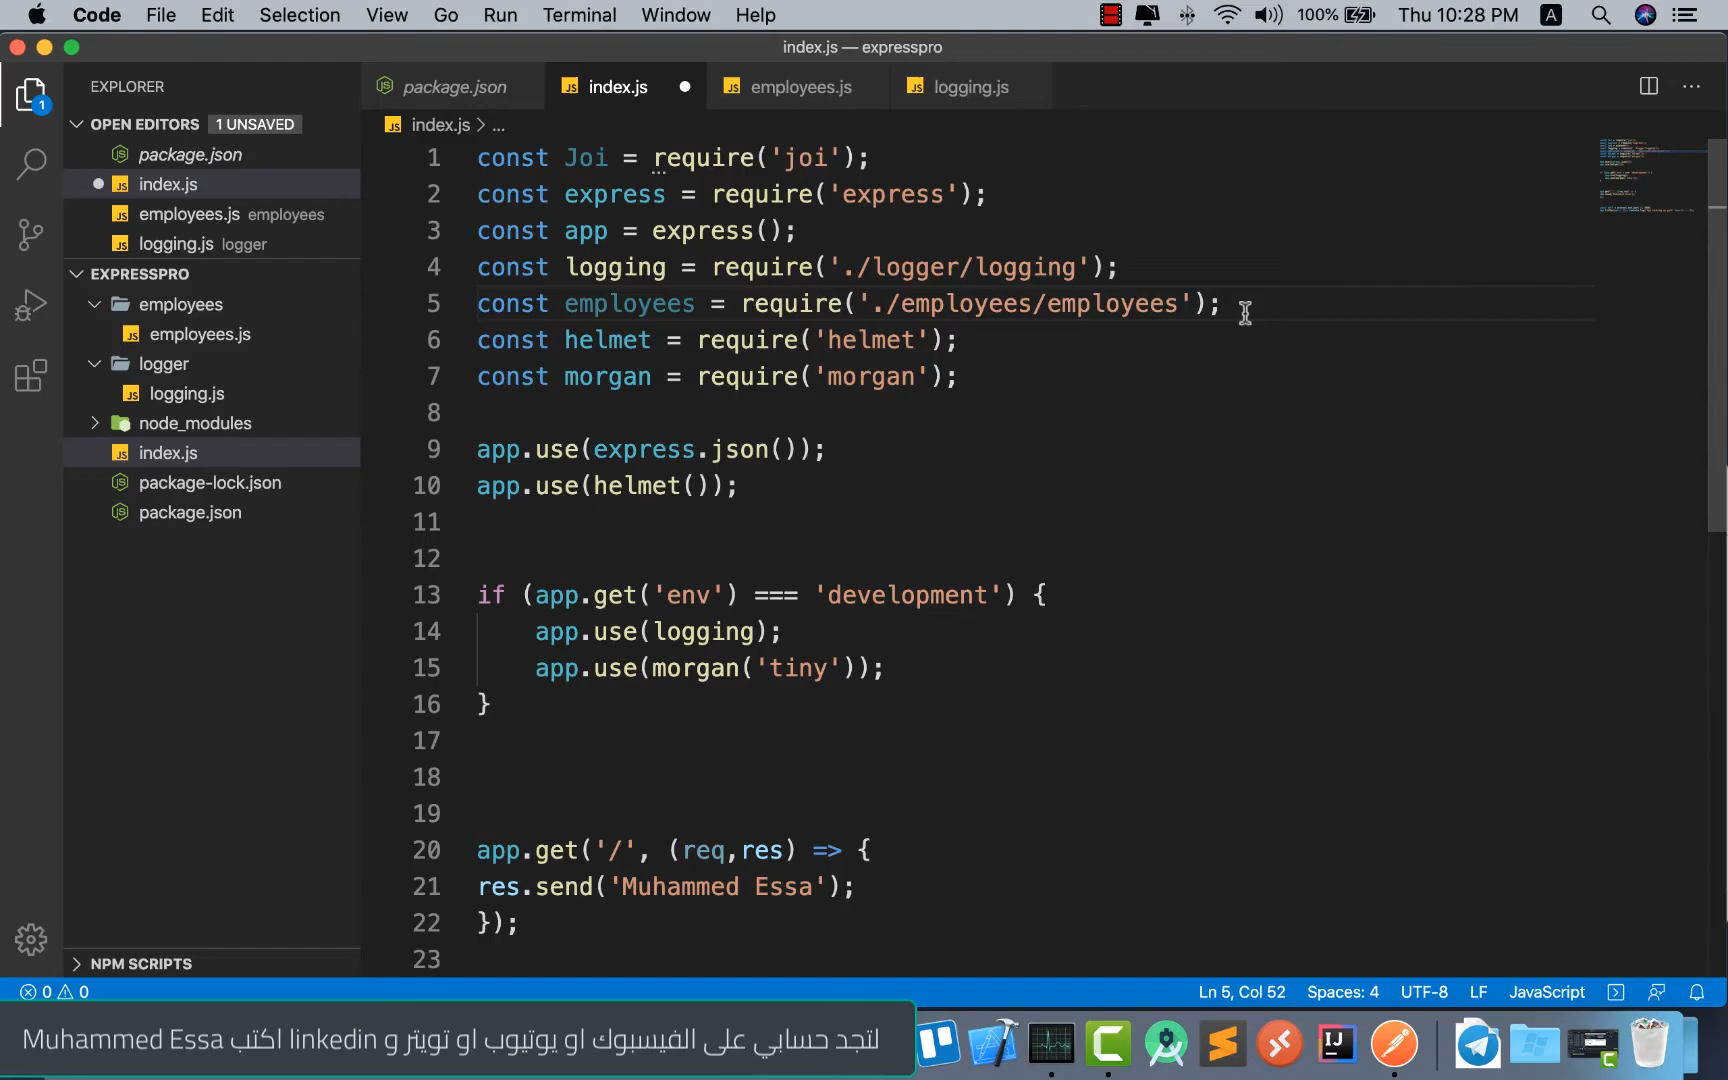 Code File Edit Selection View Go Run Terminal Window Help 100% Thu 10:28 PM A
index.js — expresspro
EXPLORER
package.json index.js employees.js logging.js
OPEN EDITORS 1 UNSAVED
package.json
index.js
employees.js employees
logging.js logger
EXPRESSPRO
employees
employees.js
logger
logging.js
node_modules
index.js
package-lock.json
package.json
NPM SCRIPTS
index.js > ...
1 const Joi = require('joi');
2 const express = require('express');
3 const app = express();
4 const logging = require('./logger/logging');
5 const employees = require('./employees/employees');
6 const helmet = require('helmet');
7 const morgan = require('morgan');
8
9 app.use(express.json());
10 app.use(helmet());
11
12
13 if (app.get('env') === 'development') {
14 app.use(logging);
15 app.use(morgan('tiny'));
16 }
17
18
19
20 app.get('/', (req,res) => {
21 res.send('Muhammed Essa');
22 });
23
0 0 Ln 5, Col 52 Spaces: 4 UTF-8 LF JavaScript
لتجد حسابي على الفيسبوك او يوتيوب او تويتر و linkedin اكتب Muhammed Essa